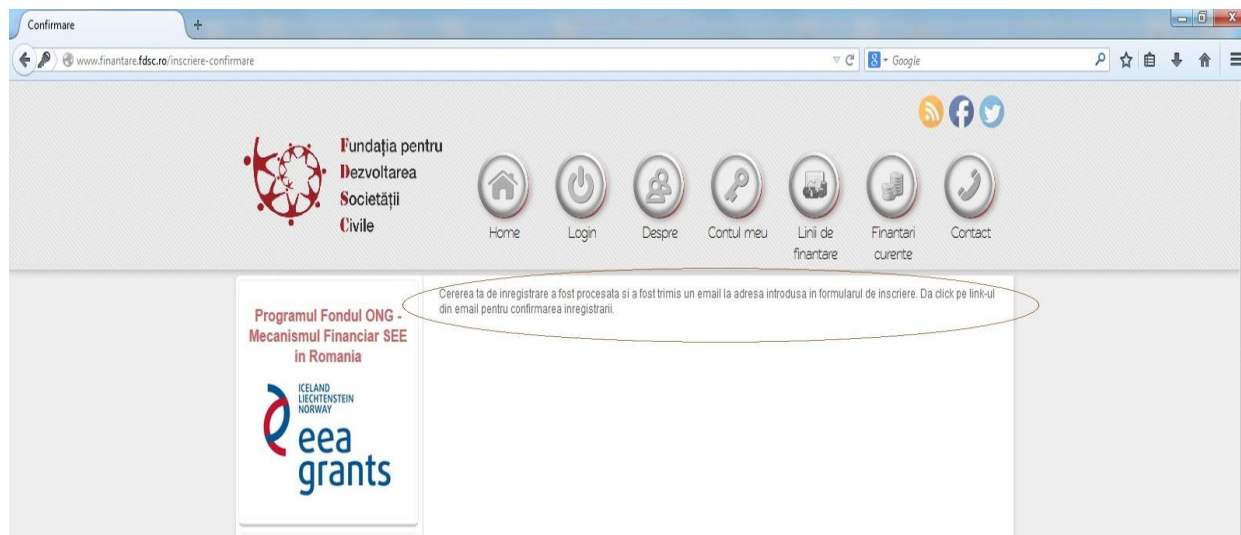 Confirmare
www.finantare.fdsc.ro/inscriere-confirmare
Google
Fundația pentru
Dezvoltarea
Societății
Civile
Home
Login
Despre
Contul meu
Linii de
finantare
Finantari
curente
Contact
Cererea ta de inregistrare a fost procesata si a fost trimis un email la adresa introdusa in formularul de inscriere. Da click pe link-ul
din email pentru confirmarea inregistrarii.
Programul Fondul ONG -
Mecanismul Financiar SEE
in Romania
ICELAND
LIECHTENSTEIN
NORWAY
eea
grants